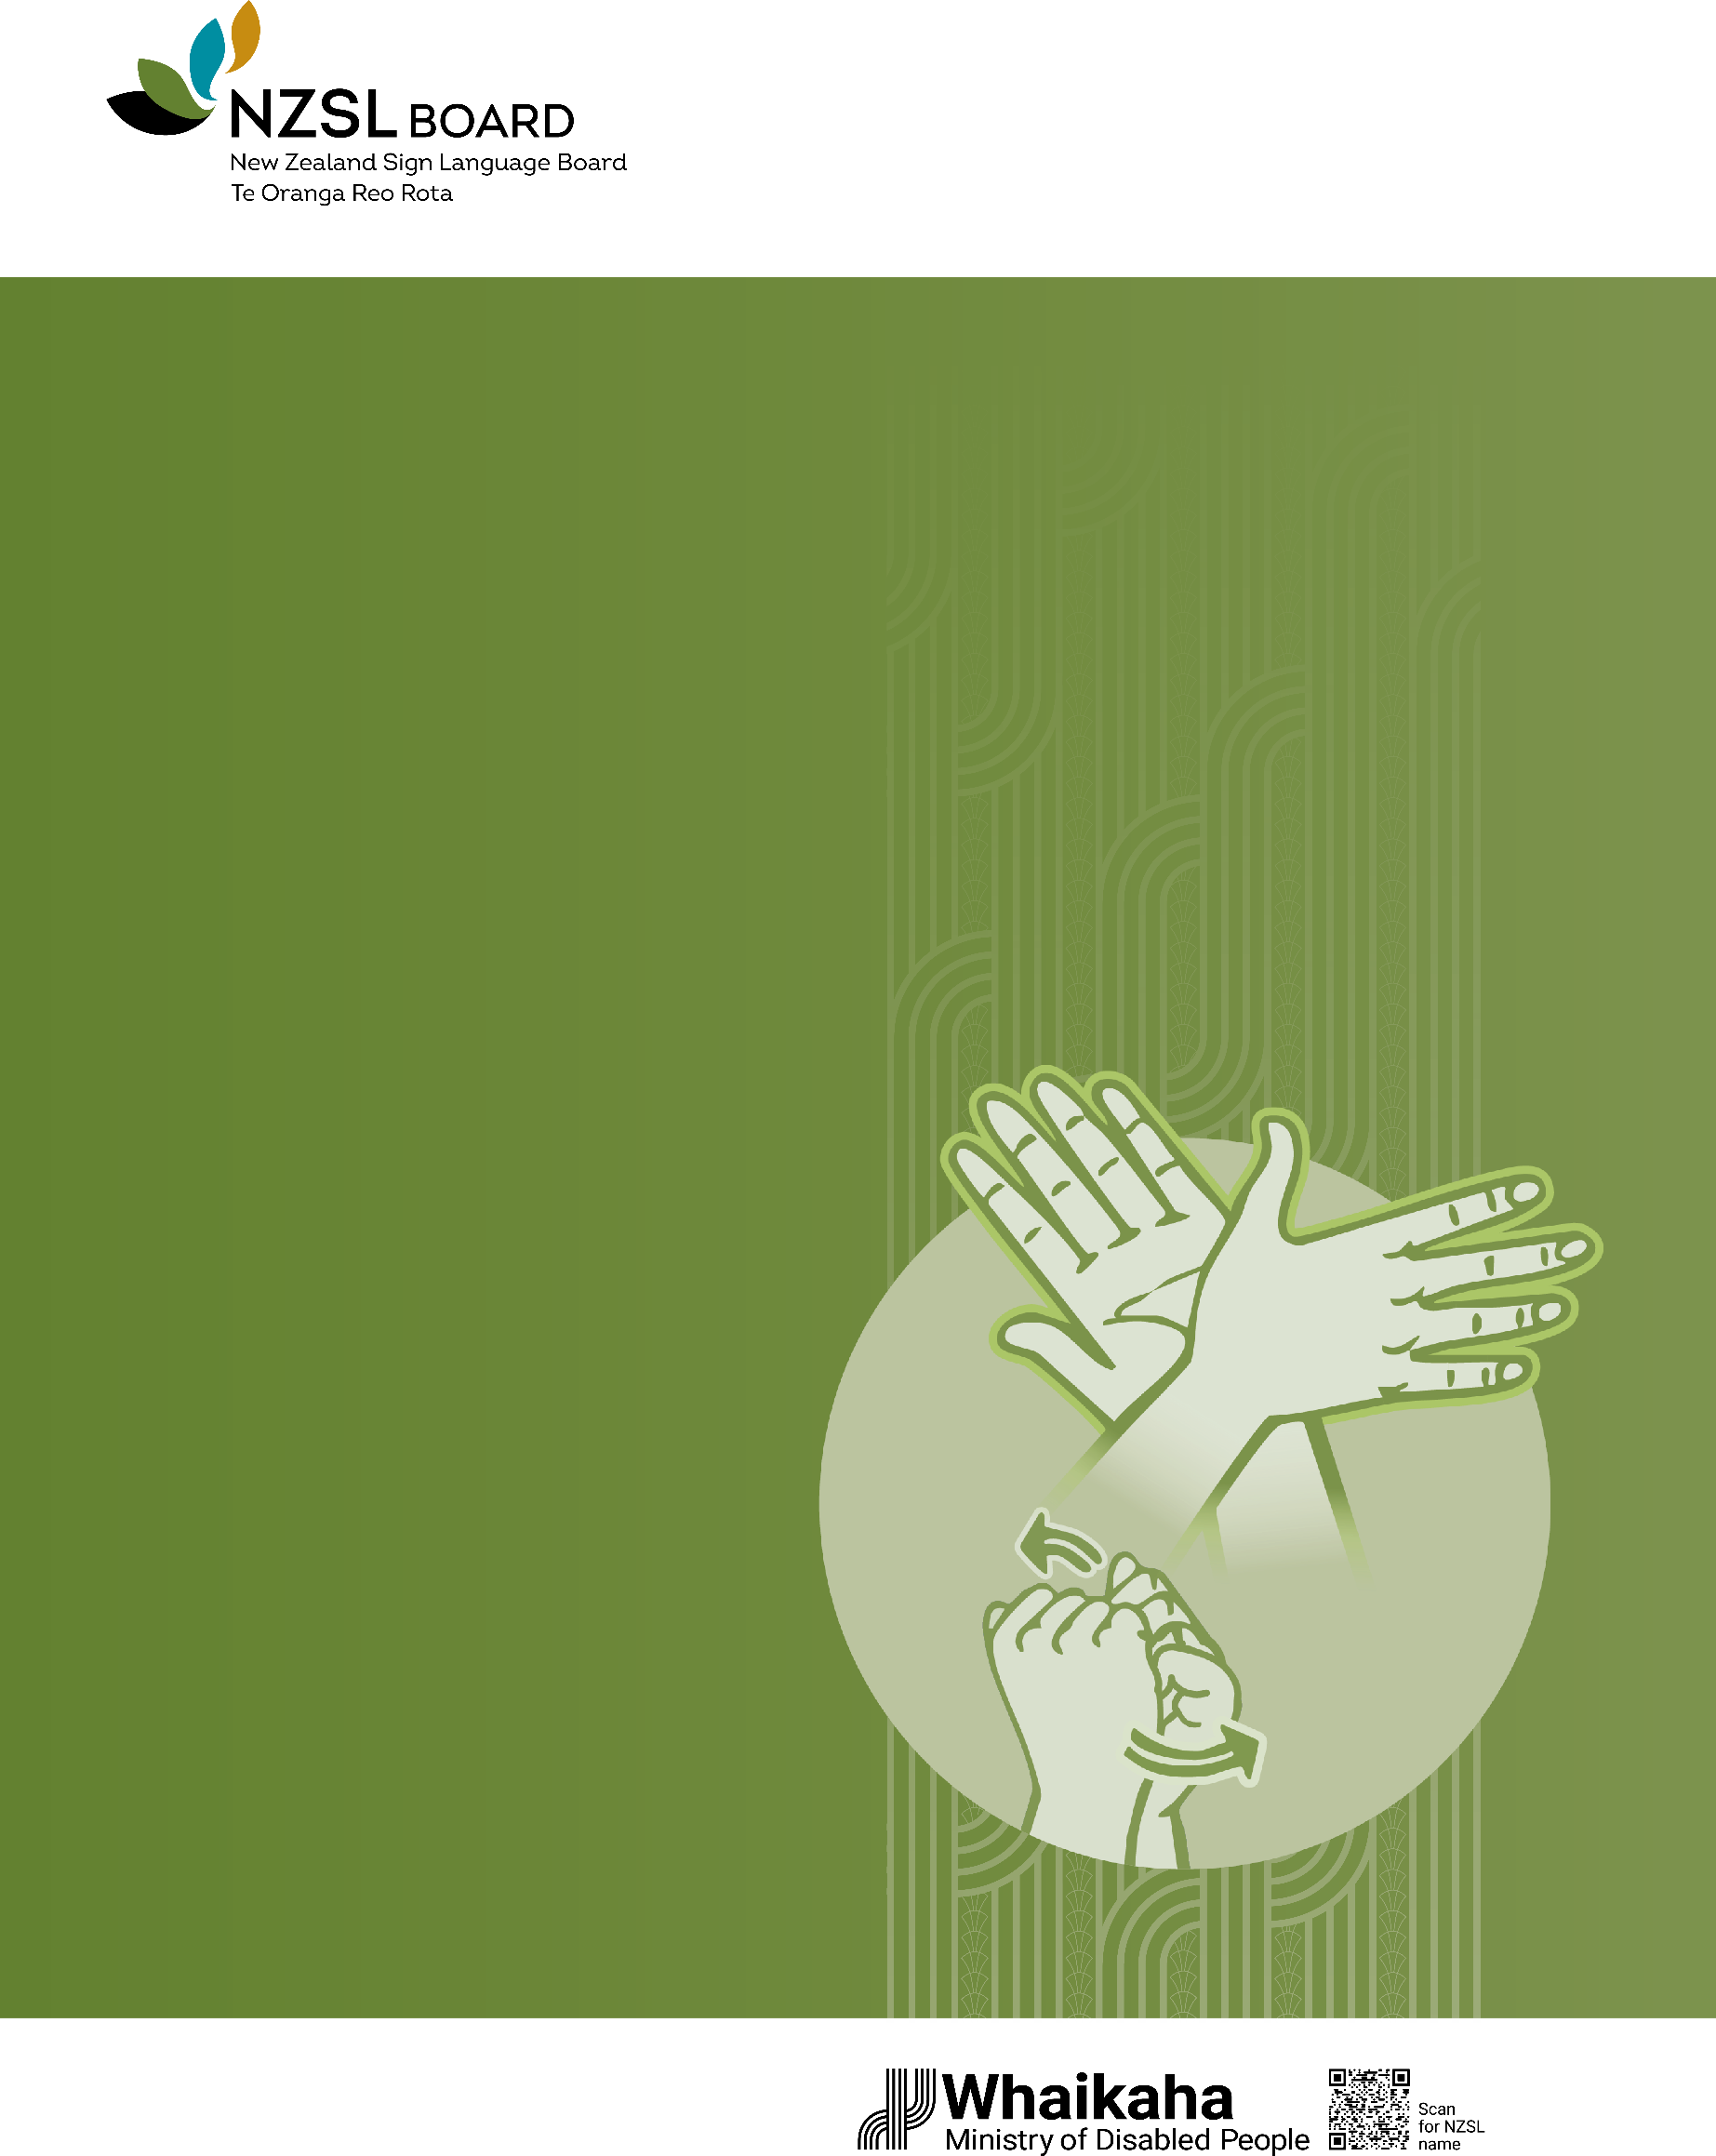 NZSL BOARD
New Zealand Sign Language Board
Te Oranga Reo Rota
Whaikaha
Ministry of Disabled People
Scan
for NZSL
name